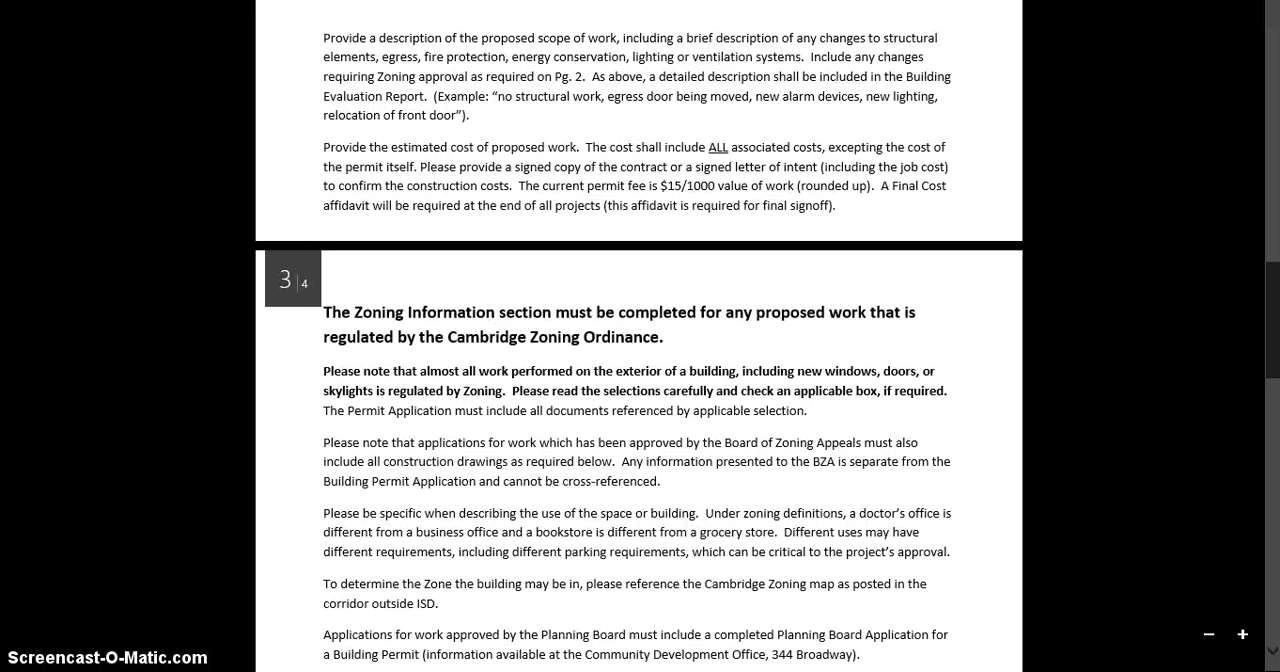 Provide a description of the proposed scope of work, including a brief description of any changes to structural
elements, egress, fire protection, energy conservation, lighting or ventilation systems.  Include any changes
requiring Zoning approval as required on Pg. 2.  As above, a detailed description shall be included in the Building
Evaluation Report.  (Example: “no structural work, egress door being moved, new alarm devices, new lighting,
relocation of front door”).
Provide the estimated cost of proposed work.  The cost shall include ALL associated costs, excepting the cost of
the permit itself. Please provide a signed copy of the contract or a signed letter of intent (including the job cost)
to confirm the construction costs.  The current permit fee is $15/1000 value of work (rounded up).  A Final Cost
affidavit will be required at the end of all projects (this affidavit is required for final signoff).
3 | 4
The Zoning Information section must be completed for any proposed work that is
regulated by the Cambridge Zoning Ordinance.
Please note that almost all work performed on the exterior of a building, including new windows, doors, or
skylights is regulated by Zoning.  Please read the selections carefully and check an applicable box, if required.
The Permit Application must include all documents referenced by applicable selection.
Please note that applications for work which has been approved by the Board of Zoning Appeals must also
include all construction drawings as required below.  Any information presented to the BZA is separate from the
Building Permit Application and cannot be cross-referenced.
Please be specific when describing the use of the space or building.  Under zoning definitions, a doctor’s office is
different from a business office and a bookstore is different from a grocery store.  Different uses may have
different requirements, including different parking requirements, which can be critical to the project’s approval.
To determine the Zone the building may be in, please reference the Cambridge Zoning map as posted in the
corridor outside ISD.
Applications for work approved by the Planning Board must include a completed Planning Board Application for
a Building Permit (information available at the Community Development Office, 344 Broadway).
Screencast-O-Matic.com